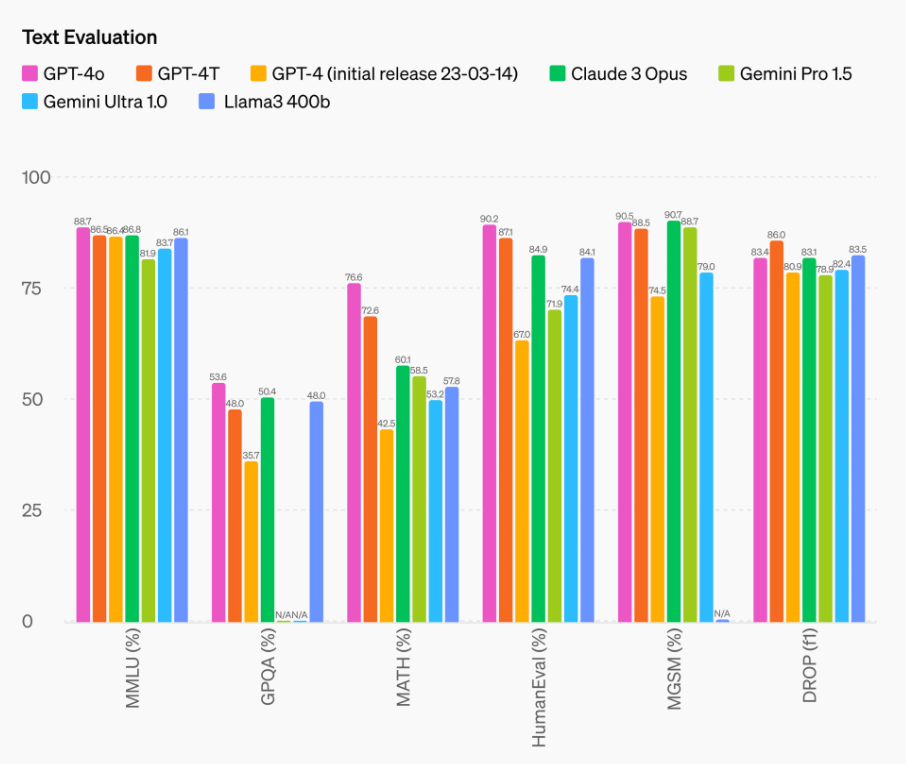 Text Evaluation
GPT-4o GPT-4T GPT-4 (initial release 23-03-14) Claude 3 Opus Gemini Pro 1.5
Gemini Ultra 1.0 Llama3 400b
100
75
50
25
0
88.7 86.5 86.4 86.8 81.9 83.7 86.1
53.6 48.0 35.7 50.4 N/A N/A 48.0
76.6 72.6 42.5 60.1 58.5 53.2 57.8
90.2 87.1 67.0 84.9 71.9 74.4 84.1
90.5 88.5 74.5 90.7 88.7 79.0 N/A
83.4 86.0 80.9 83.1 78.9 82.4 83.5
MMLU (%)
GPQA (%)
MATH (%)
HumanEval (%)
MGSM (%)
DROP (f1)